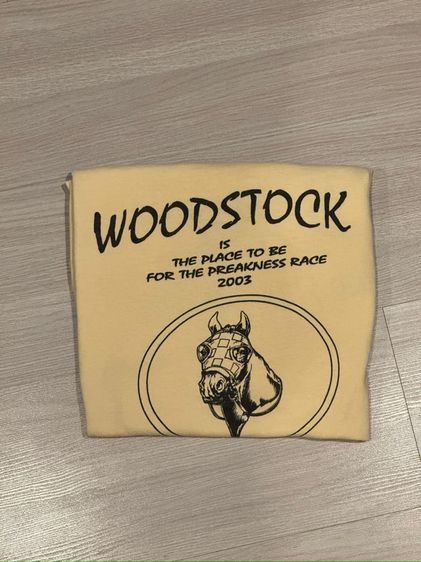 WOODSTOCK
IS
THE PLACE TO BE
FOR THE PREAKNESS RACE
2003